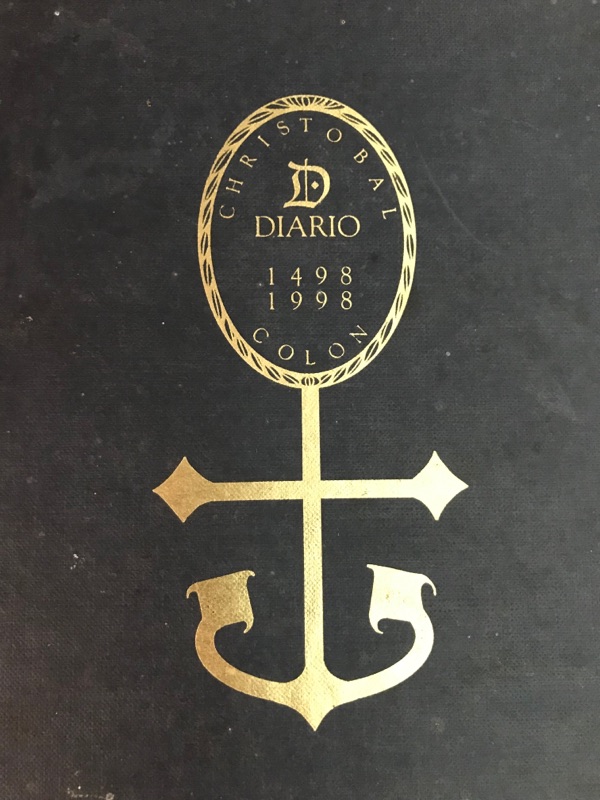 CHRISTOBAL
D
DIARIO
1498
1998
COLON